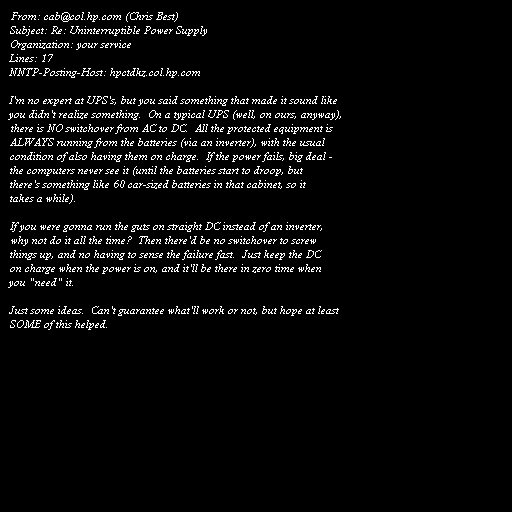 From: cab@col.hp.com (Chris Best)
Subject: Re: Uninterruptible Power Supply
Organization: your service
Lines: 17
NNTP-Posting-Host: hpctdkz.col.hp.com

I'm no expert at UPS's, but you said something that made it sound like
you didn't realize something.  On a typical UPS (well, on ours, anyway),
there is NO switchover from AC to DC.  All the protected equipment is
ALWAYS running from the batteries (via an inverter), with the usual
condition of also having them on charge.  If the power fails, big deal -
the computers never see it (until the batteries start to droop, but
there's something like 60 car-sized batteries in that cabinet, so it
takes a while).

If you were gonna run the guts on straight DC instead of an inverter,
why not do it all the time?  Then there'd be no switchover to screw
things up, and no having to sense the failure fast.  Just keep the DC
on charge when the power is on, and it'll be there in zero time when
you "need" it.

Just some ideas.  Can't guarantee what'll work or not, but hope at least
SOME of this helped.